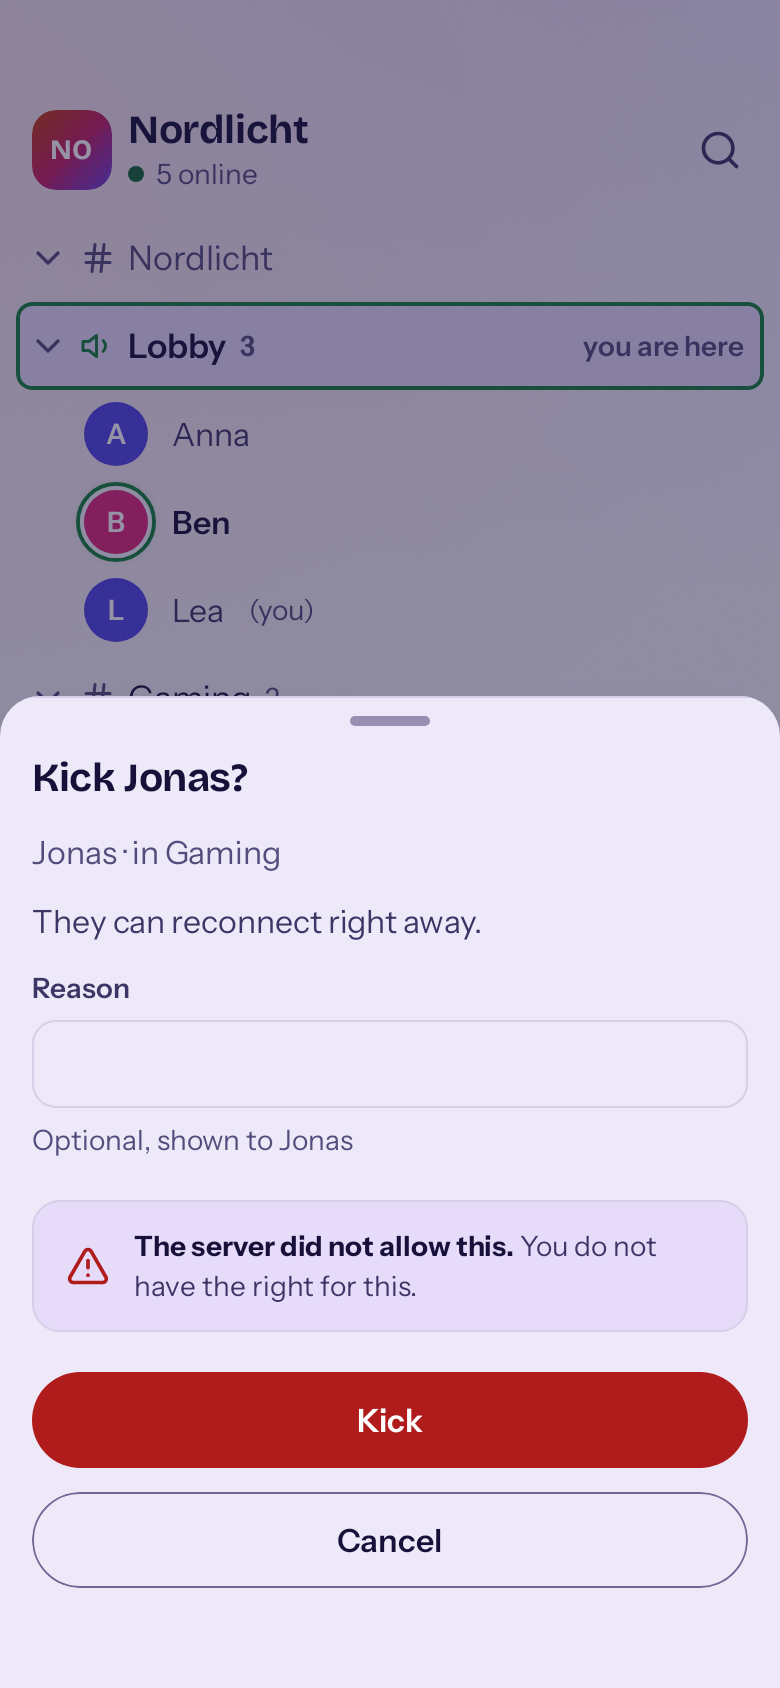 NO
Nordlicht
5 online
# Nordlicht
Lobby 3
you are here
A
Anna
B
Ben
L
Lea (you)
# Gaming 2
Kick Jonas?
Jonas · in Gaming
They can reconnect right away.
Reason
Optional, shown to Jonas
The server did not allow this. You do not
have the right for this.
Kick
Cancel